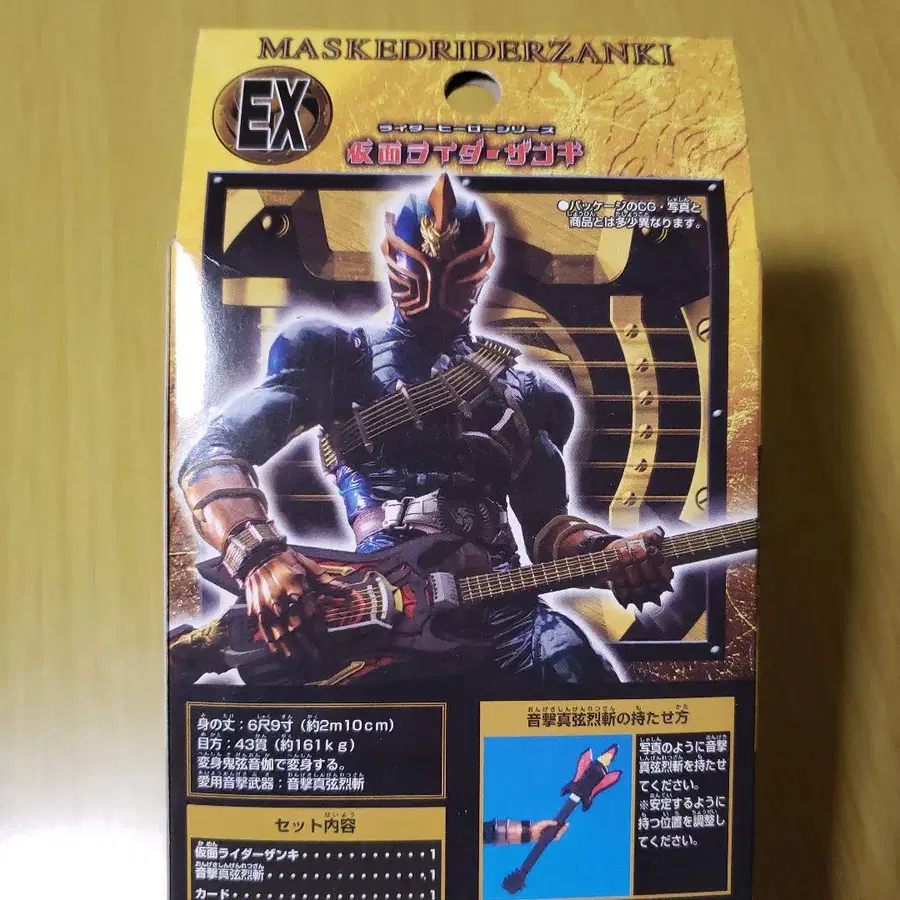 MASKEDRIDERZANKI
EX
ライダーヒーローシリーズ
仮面ライダーザンキ
●パッケージのCG・写真と
商品とは多少異なります。
身の丈：6尺9寸（約2m10cm）
目方：43貫（約161kg）
変身鬼弦音伽で変身する。
愛用音撃武器：音撃真弦烈斬
セット内容
仮面ライダーザンキ・・・・・・・・・・1
音撃真弦烈斬・・・・・・・・・・・・・1
カード・・・・・・・・・・・・・・・・1
音撃真弦烈斬の持たせ方
写真のように音撃
真弦烈斬を持たせ
てください。
※安定するように
持つ位置を調整し
てください。